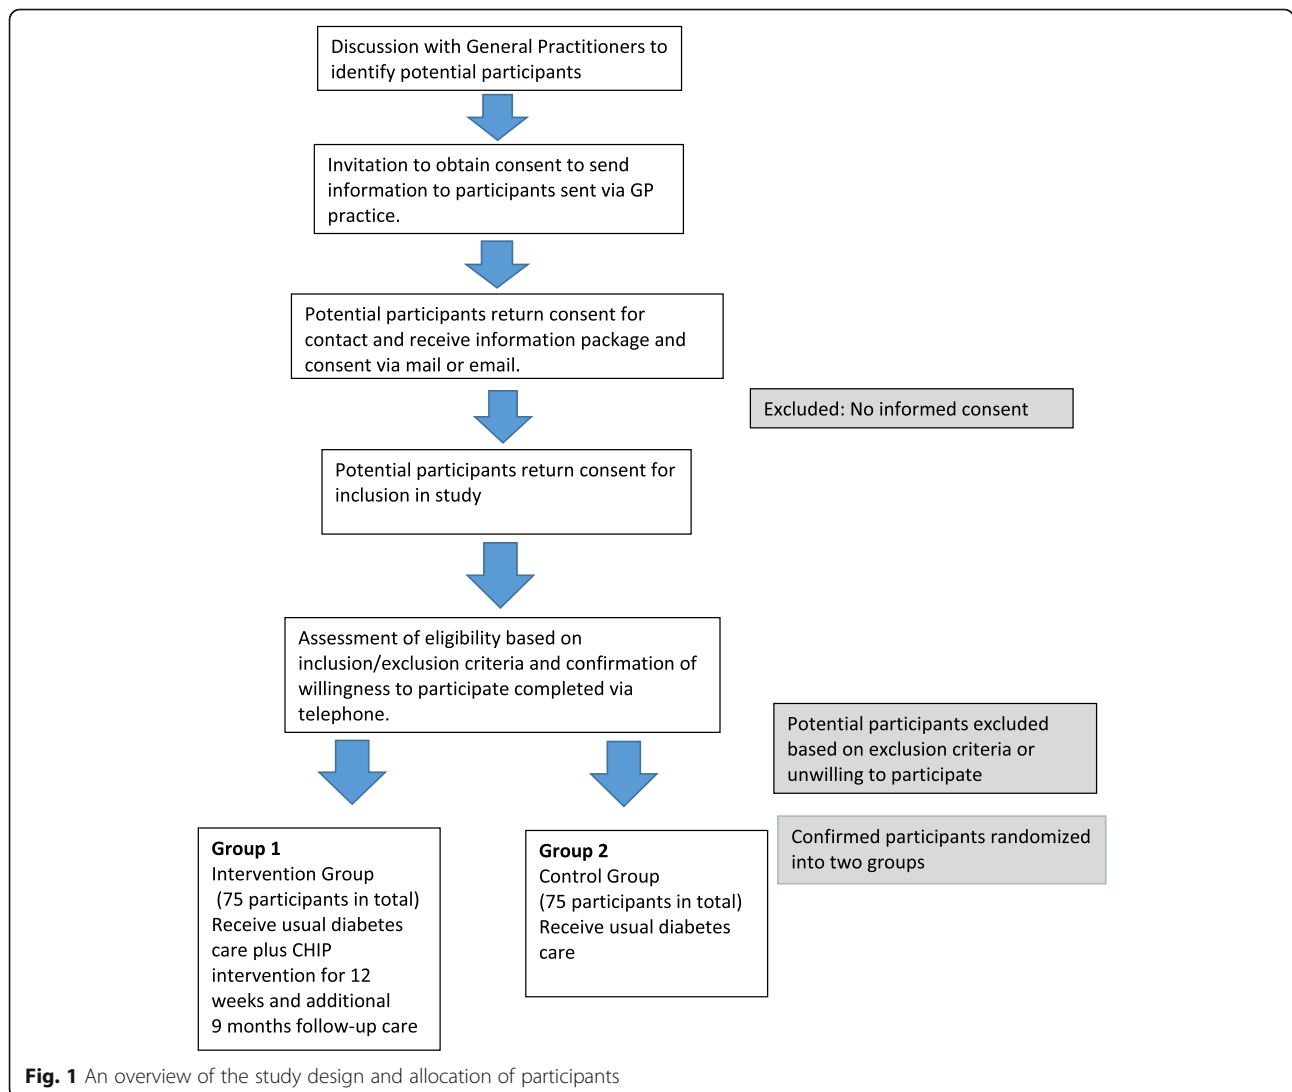 Discussion with General Practitioners to
identify potential participants
Invitation to obtain consent to send
information to participants sent via GP
practice.
Potential participants return consent for
contact and receive information package and
consent via mail or email.
Excluded: No informed consent
Potential participants return consent for
inclusion in study
Assessment of eligibility based on
inclusion/exclusion criteria and confirmation of
willingness to participate completed via
telephone.
Potential participants excluded
based on exclusion criteria or
unwilling to participate
Confirmed participants randomized
into two groups
Group 1
Intervention Group
(75 participants in total)
Receive usual diabetes
care plus CHIP
intervention for 12
weeks and additional
9 months follow-up care
Group 2
Control Group
(75 participants in total)
Receive usual diabetes
care
Fig. 1 An overview of the study design and allocation of participants